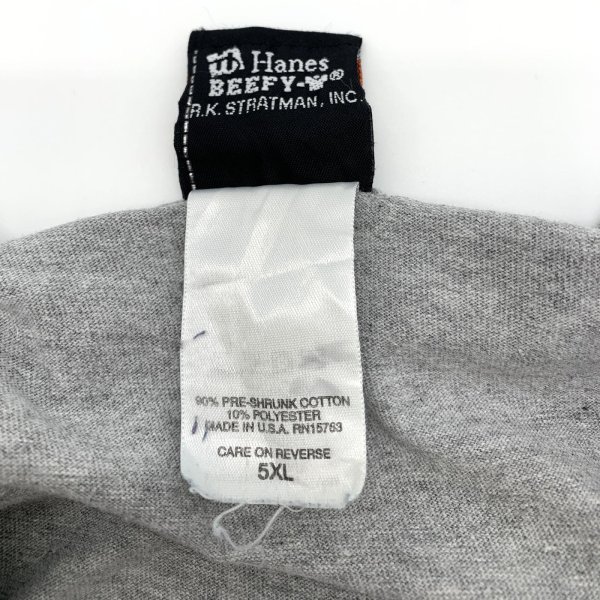 Hanes
BEEFY-T®
R.K. STRATMAN, INC.
90% PRE-SHRUNK COTTON
10% POLYESTER
MADE IN U.S.A. RN15763
CARE ON REVERSE
5XL